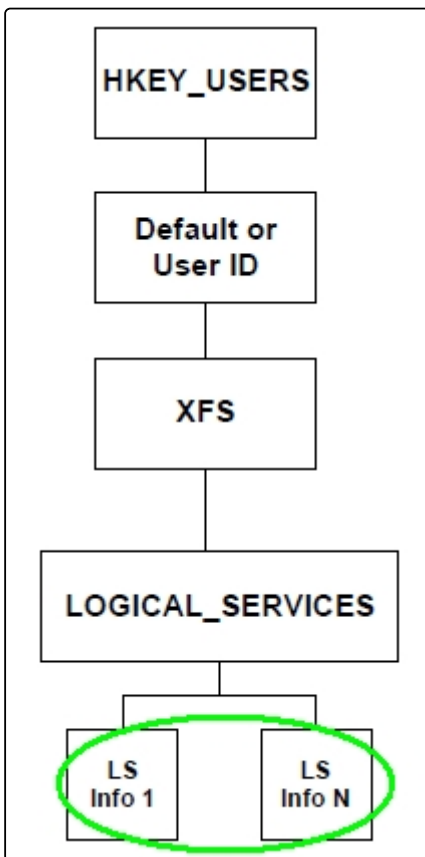 HKEY_USERS
Default or
User ID
XFS
LOGICAL_SERVICES
LS
Info 1
LS
Info N